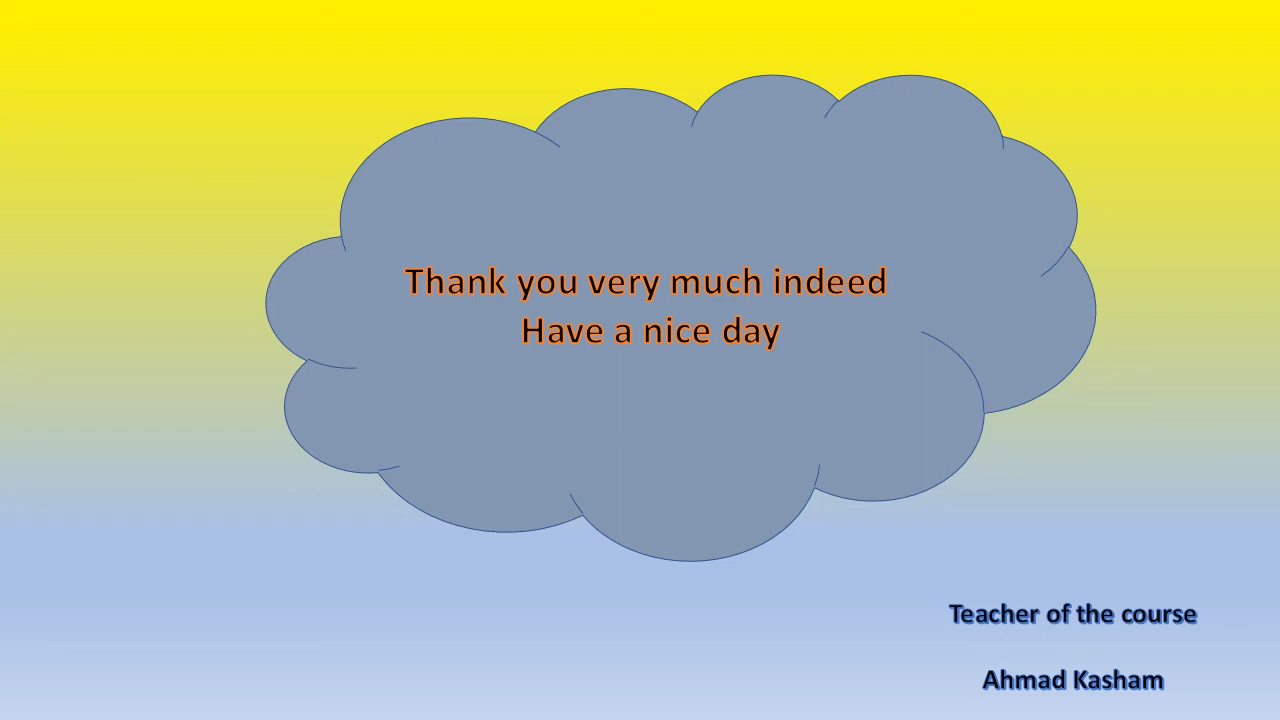 Thank you very much indeed
Have a nice day
Teacher of the course
Ahmad Kasham